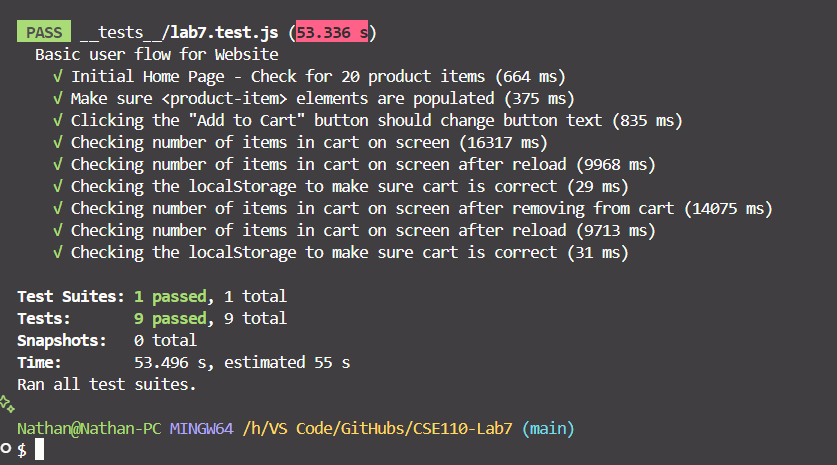 PASS __tests__/lab7.test.js (53.336 s)
Basic user flow for Website
√ Initial Home Page - Check for 20 product items (664 ms)
√ Make sure <product-item> elements are populated (375 ms)
√ Clicking the "Add to Cart" button should change button text (835 ms)
√ Checking number of items in cart on screen (16317 ms)
√ Checking number of items in cart on screen after reload (9968 ms)
√ Checking the localStorage to make sure cart is correct (29 ms)
√ Checking number of items in cart on screen after removing from cart (14075 ms)
√ Checking number of items in cart on screen after reload (9713 ms)
√ Checking the localStorage to make sure cart is correct (31 ms)
Test Suites: 1 passed, 1 total
Tests: 9 passed, 9 total
Snapshots: 0 total
Time: 53.496 s, estimated 55 s
Ran all test suites.
Nathan@Nathan-PC MINGW64 /h/VS Code/GitHubs/CSE110-Lab7 (main)
$